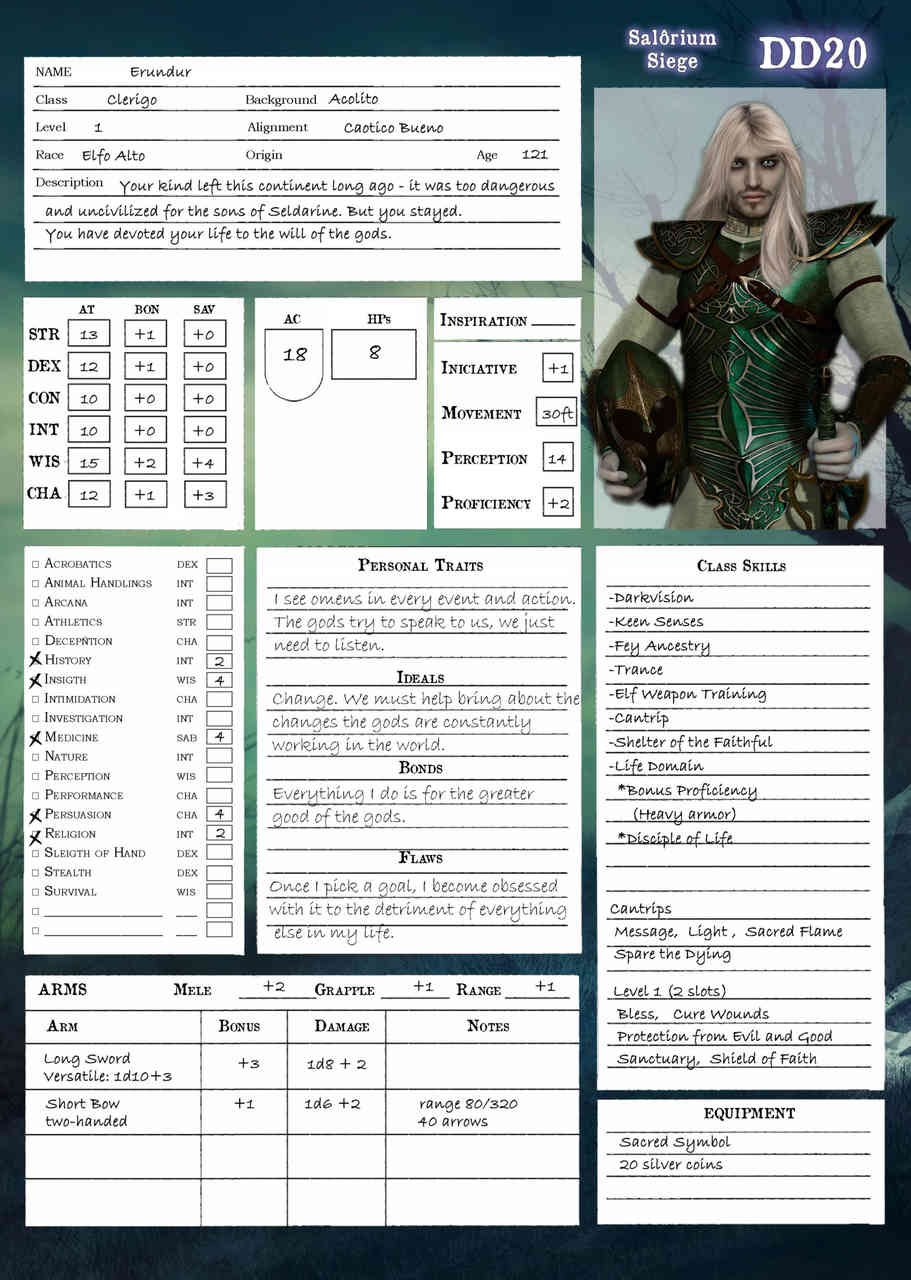 Salôrium
Siege
DD20
NAME Erundur
Class Clerigo Background Acolito
Level 1 Alignment Caotico Bueno
Race Elfo Alto Origin Age 121
Description Your kind left this continent long ago - it was too dangerous
and uncivilized for the sons of Seldarine. But you stayed.
You have devoted your life to the will of the gods.
AT BON SAV
STR 13 +1 +0
DEX 12 +1 +0
CON 10 +0 +0
INT 10 +0 +0
WIS 15 +2 +4
CHA 12 +1 +3
AC HPs
18 8
INSPIRATION
INICIATIVE +1
MOVEMENT 30ft
PERCEPTION 14
PROFICIENCY +2
ACROBATICS DEX
ANIMAL HANDLINGS INT
ARCANA INT
ATHLETICS STR
DECEPNTION CHA
HISTORY INT 2
INSIGTH WIS 4
INTIMIDATION CHA
INVESTIGATION INT
MEDICINE SAB 4
NATURE INT
PERCEPTION WIS
PERFORMANCE CHA
PERSUASION CHA 4
RELIGION INT 2
SLEIGTH OF HAND DEX
STEALTH DEX
SURVIVAL WIS
PERSONAL TRAITS
I see omens in every event and action.
The gods try to speak to us, we just
need to listen.
IDEALS
Change. We must help bring about the
changes the gods are constantly
working in the world.
BONDS
Everything I do is for the greater
good of the gods.
FLAWS
Once I pick a goal, I become obsessed
with it to the detriment of everything
else in my life.
CLASS SKILLS
-Darkvision
-Keen Senses
-Fey Ancestry
-Trance
-Elf Weapon Training
-Cantrip
-Shelter of the Faithful
-Life Domain
*Bonus Proficiency
(Heavy armor)
*Disciple of Life
Cantrips
Message, Light , Sacred Flame
Spare the Dying
Level 1 (2 slots)
Bless, Cure Wounds
Protection from Evil and Good
Sanctuary, Shield of Faith
ARMS MELE +2 GRAPPLE +1 RANGE +1
ARM BONUS DAMAGE NOTES
Long Sword
Versatile: 1d10+3 +3 1d8 + 2
Short Bow +1 1d6 +2 range 80/320
two-handed 40 arrows
EQUIPMENT
Sacred Symbol
20 silver coins